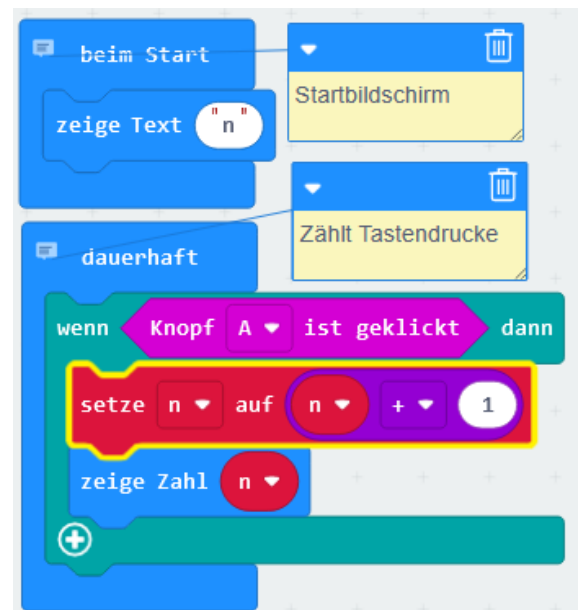 beim Start
Startbildschirm
zeige Text "n"
Zählt Tastendrucke
dauerhaft
wenn Knopf A ist geklickt dann
setze n auf n + 1
zeige Zahl n